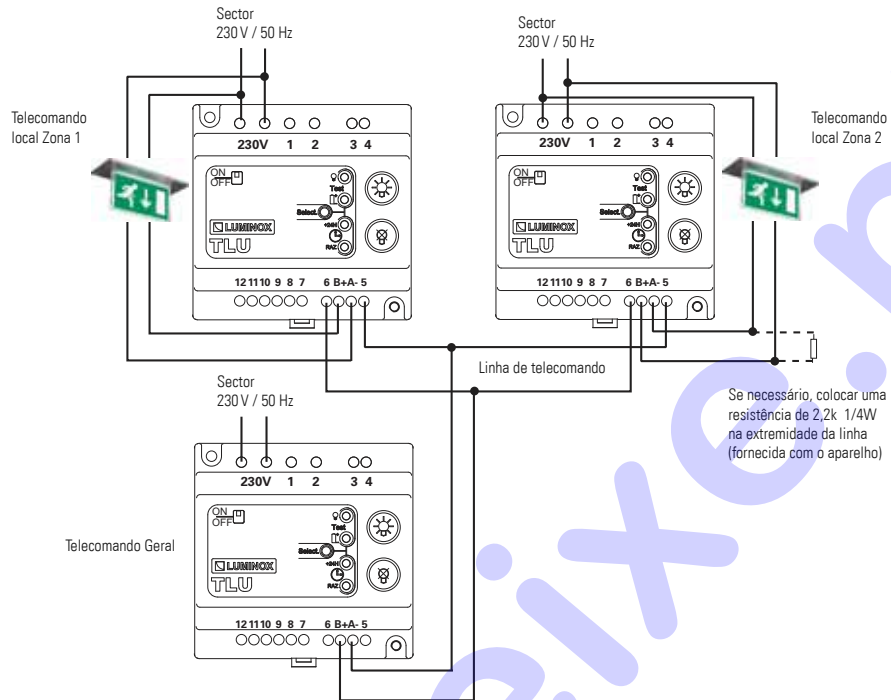 Sector
230 V / 50 Hz
Sector
230 V / 50 Hz
Telecomando
local Zona 1
Telecomando
local Zona 2
230V 1 2 3 4
ON
OFF
Test
Select.
+24H
RAZ
LUMINOX
TLU
12 11 10 9 8 7 6 B+ A- 5
230V 1 2 3 4
ON
OFF
Test
Select.
+24H
RAZ
LUMINOX
TLU
12 11 10 9 8 7 6 B+ A- 5
Linha de telecomando
Se necessário, colocar uma
resistência de 2,2k 1/4W
na extremidade da linha
(fornecida com o aparelho)
Sector
230 V / 50 Hz
Telecomando Geral
230V 1 2 3 4
ON
OFF
Test
Select.
+24H
RAZ
LUMINOX
TLU
12 11 10 9 8 7 6 B+ A- 5
eixe.